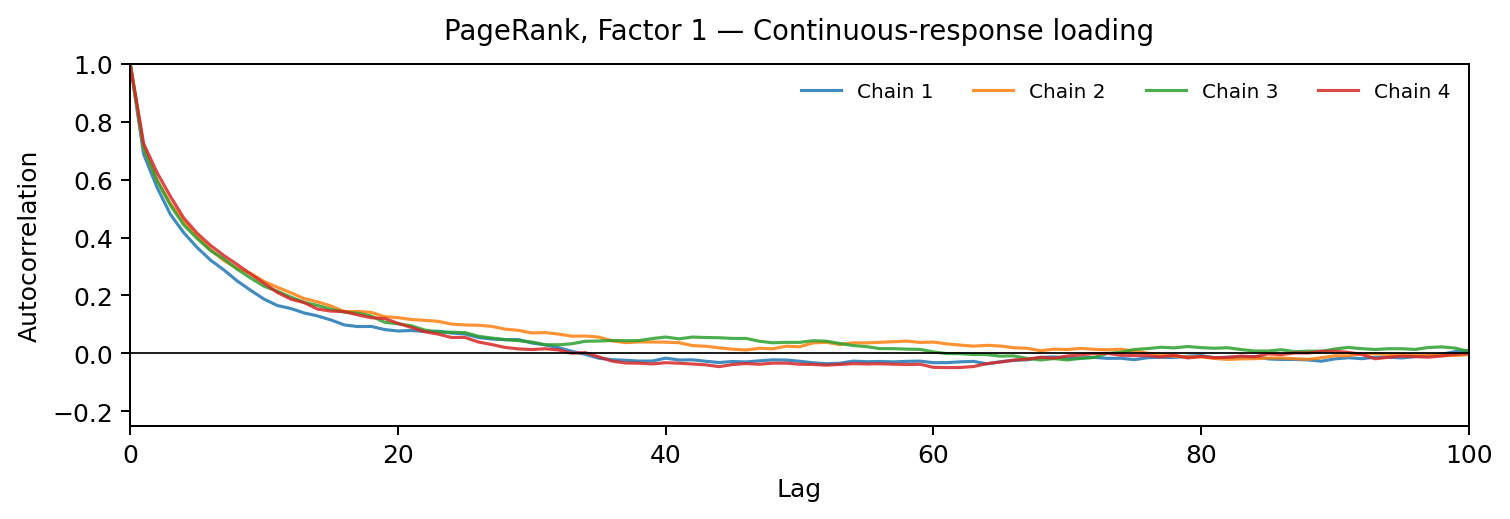 PageRank, Factor 1 — Continuous-response loading
Chain 1
Chain 2
Chain 3
Chain 4
Autocorrelation
1.0
0.8
0.6
0.4
0.2
0.0
−0.2
0
20
40
60
80
100
Lag